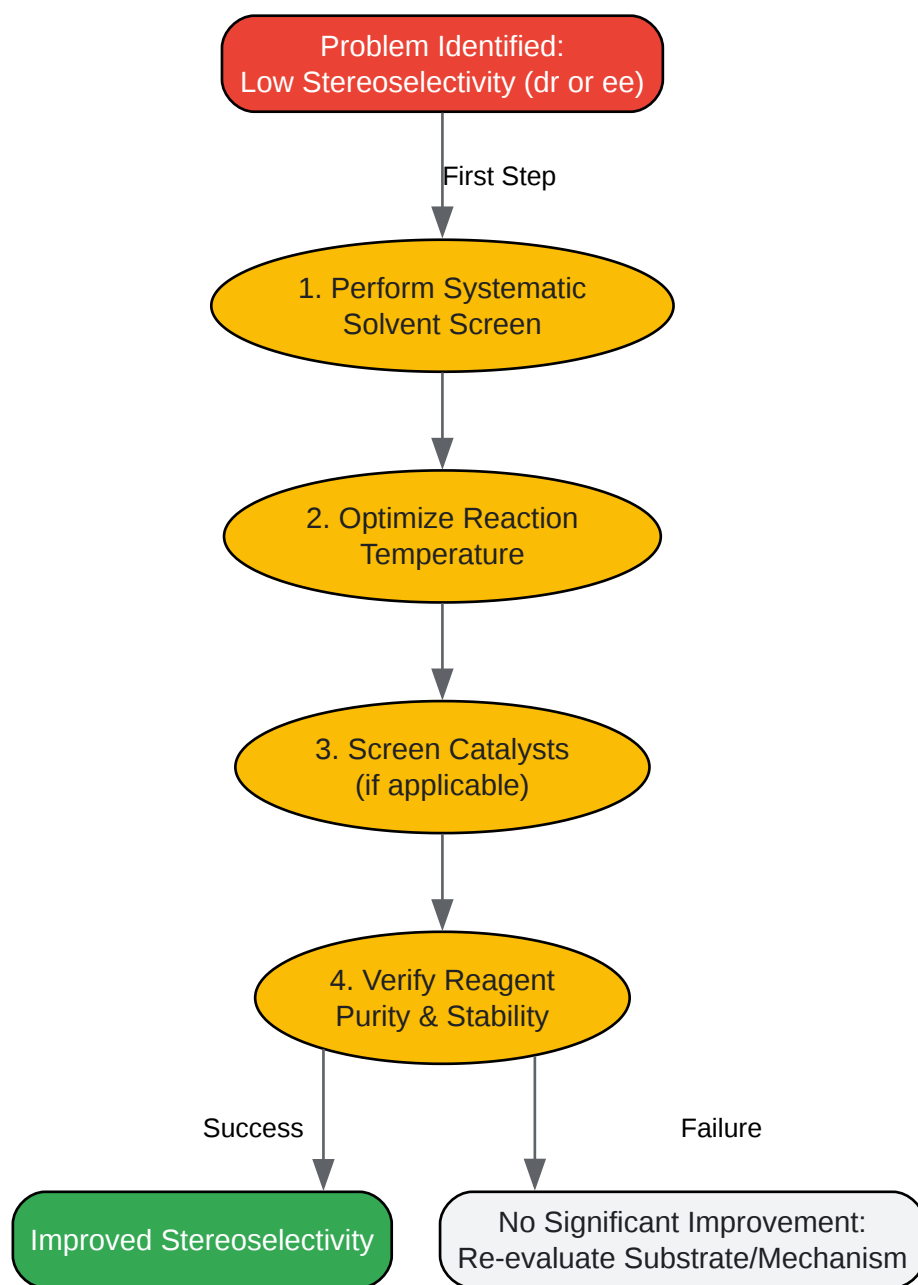 Problem Identified:
Low Stereoselectivity (dr or ee)
First Step
1. Perform Systematic
Solvent Screen
2. Optimize Reaction
Temperature
3. Screen Catalysts
(if applicable)
4. Verify Reagent
Purity & Stability
Success
Failure
Improved Stereoselectivity
No Significant Improvement:
Re-evaluate Substrate/Mechanism